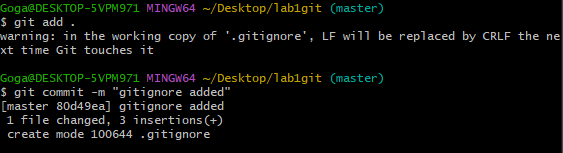 Goga@DESKTOP-5VPM971 MINGW64 ~/Desktop/lab1git (master)
$ git add .
warning: in the working copy of '.gitignore', LF will be replaced by CRLF the ne
xt time Git touches it
Goga@DESKTOP-5VPM971 MINGW64 ~/Desktop/lab1git (master)
$ git commit -m "gitignore added"
[master 80d49ea] gitignore added
 1 file changed, 3 insertions(+)
 create mode 100644 .gitignore